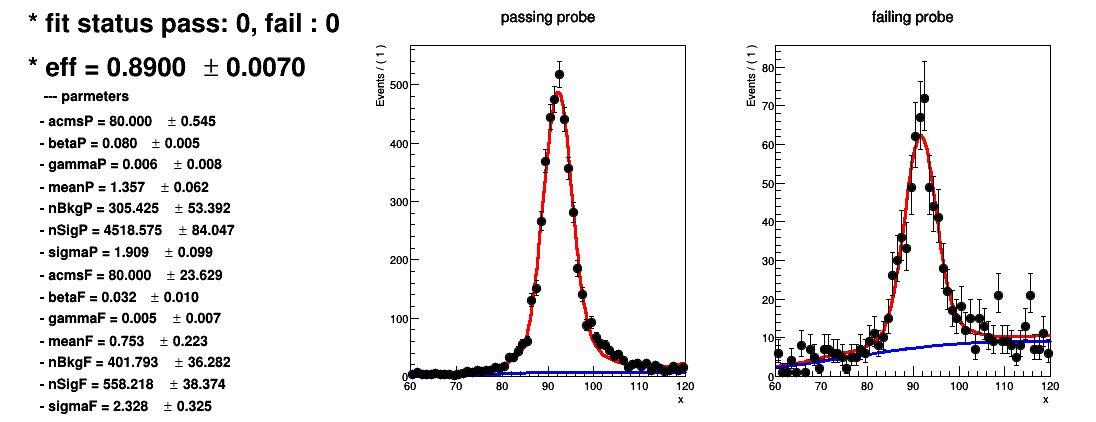 * fit status pass: 0, fail : 0
* eff = 0.8900 ± 0.0070
--- parmeters
- acmsP = 80.000 ± 0.545
- betaP = 0.080 ± 0.005
- gammaP = 0.006 ± 0.008
- meanP = 1.357 ± 0.062
- nBkgP = 305.425 ± 53.392
- nSigP = 4518.575 ± 84.047
- sigmaP = 1.909 ± 0.099
- acmsF = 80.000 ± 23.629
- betaF = 0.032 ± 0.010
- gammaF = 0.005 ± 0.007
- meanF = 0.753 ± 0.223
- nBkgF = 401.793 ± 36.282
- nSigF = 558.218 ± 38.374
- sigmaF = 2.328 ± 0.325
passing probe
Events / ( 1 )
500
400
300
200
100
0
60 70 80 90 100 110 120
x
failing probe
Events / ( 1 )
80
70
60
50
40
30
20
10
0
60 70 80 90 100 110 120
x